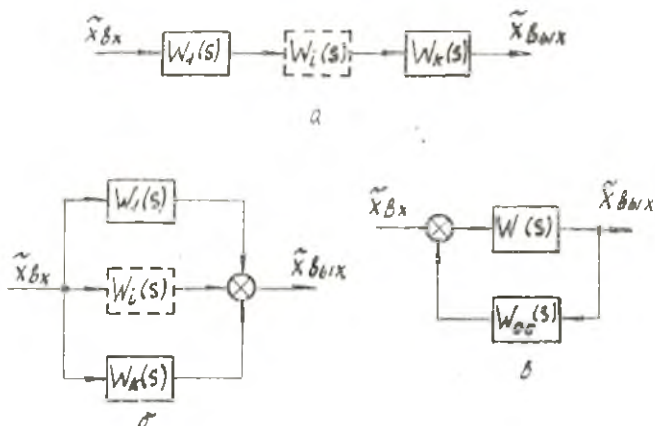 x̃вх W₁(s) Wᵢ(s) Wₖ(s) x̃вых
а
W₁(s)
x̃вх Wᵢ(s) x̃вых
Wₖ(s)
б
x̃вх W(s) x̃вых
Wос(s)
в